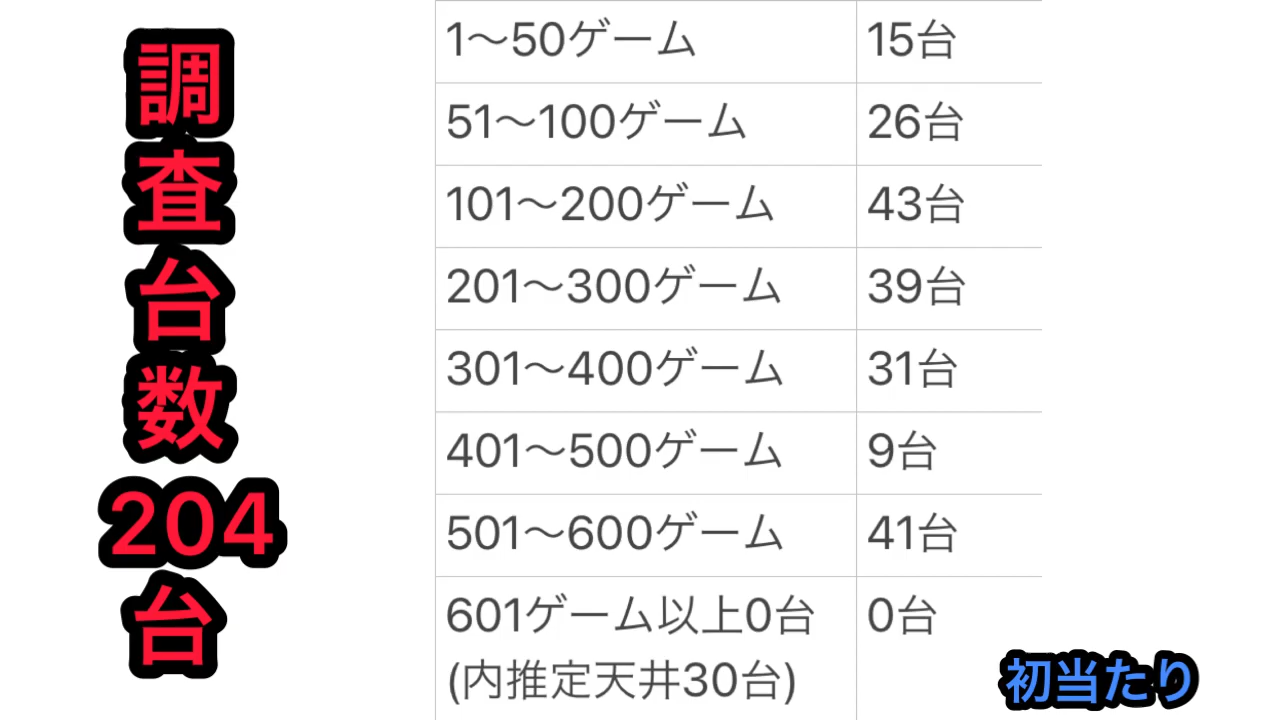 調査台数204台
1〜50ゲーム 15台
51〜100ゲーム 26台
101〜200ゲーム 43台
201〜300ゲーム 39台
301〜400ゲーム 31台
401〜500ゲーム 9台
501〜600ゲーム 41台
601ゲーム以上0台 0台
(内推定天井30台)
初当たり